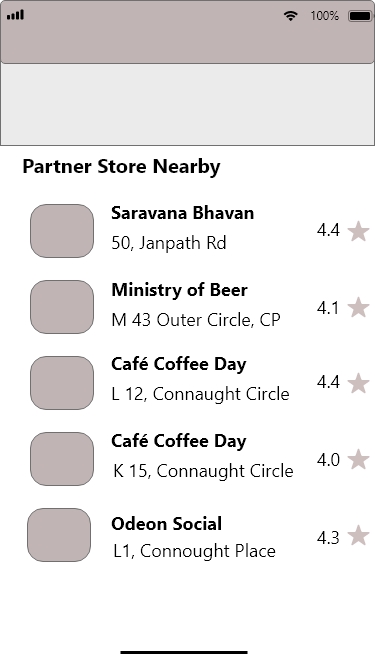 100%
Partner Store Nearby
Saravana Bhavan
50, Janpath Rd
4.4
Ministry of Beer
M 43 Outer Circle, CP
4.1
Café Coffee Day
L 12, Connaught Circle
4.4
Café Coffee Day
K 15, Connaught Circle
4.0
Odeon Social
L1, Connought Place
4.3